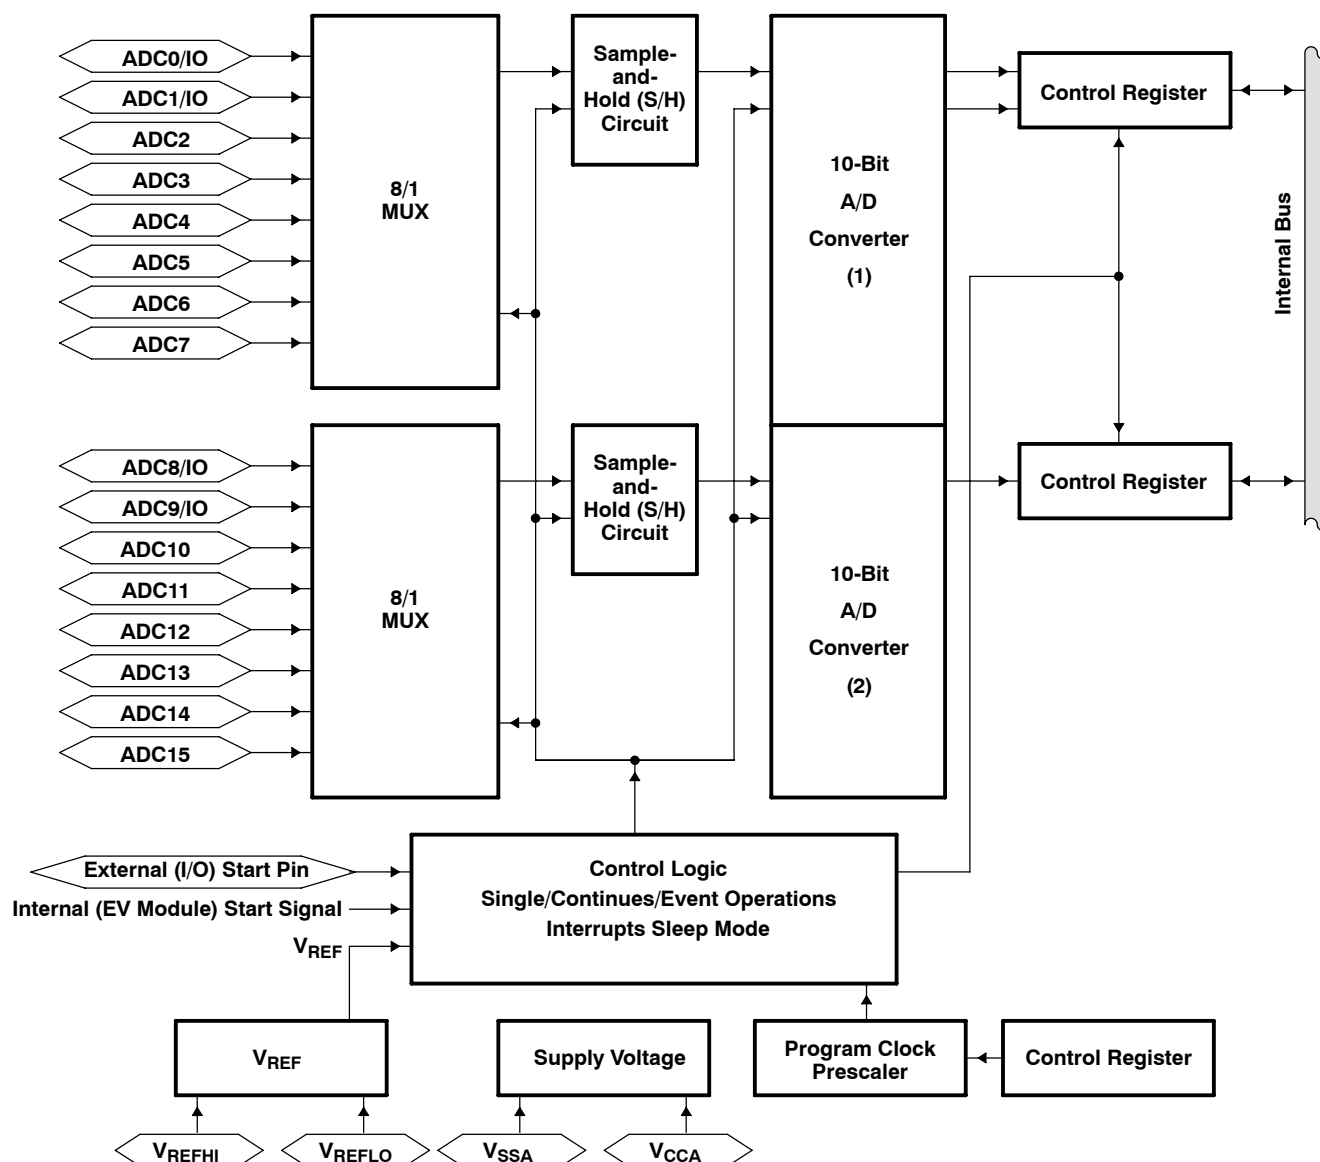 ADC0/IO
ADC1/IO
ADC2
ADC3
ADC4
ADC5
ADC6
ADC7
8/1
MUX
Sample-
and-
Hold (S/H)
Circuit
10-Bit
A/D
Converter
(1)
Control Register
Internal Bus
ADC8/IO
ADC9/IO
ADC10
ADC11
ADC12
ADC13
ADC14
ADC15
8/1
MUX
Sample-
and-
Hold (S/H)
Circuit
10-Bit
A/D
Converter
(2)
Control Register
External (I/O) Start Pin
Internal (EV Module) Start Signal
VREF
Control Logic
Single/Continues/Event Operations
Interrupts Sleep Mode
VREF
Supply Voltage
Program Clock
Prescaler
Control Register
VREFHI
VREFLO
VSSA
VCCA